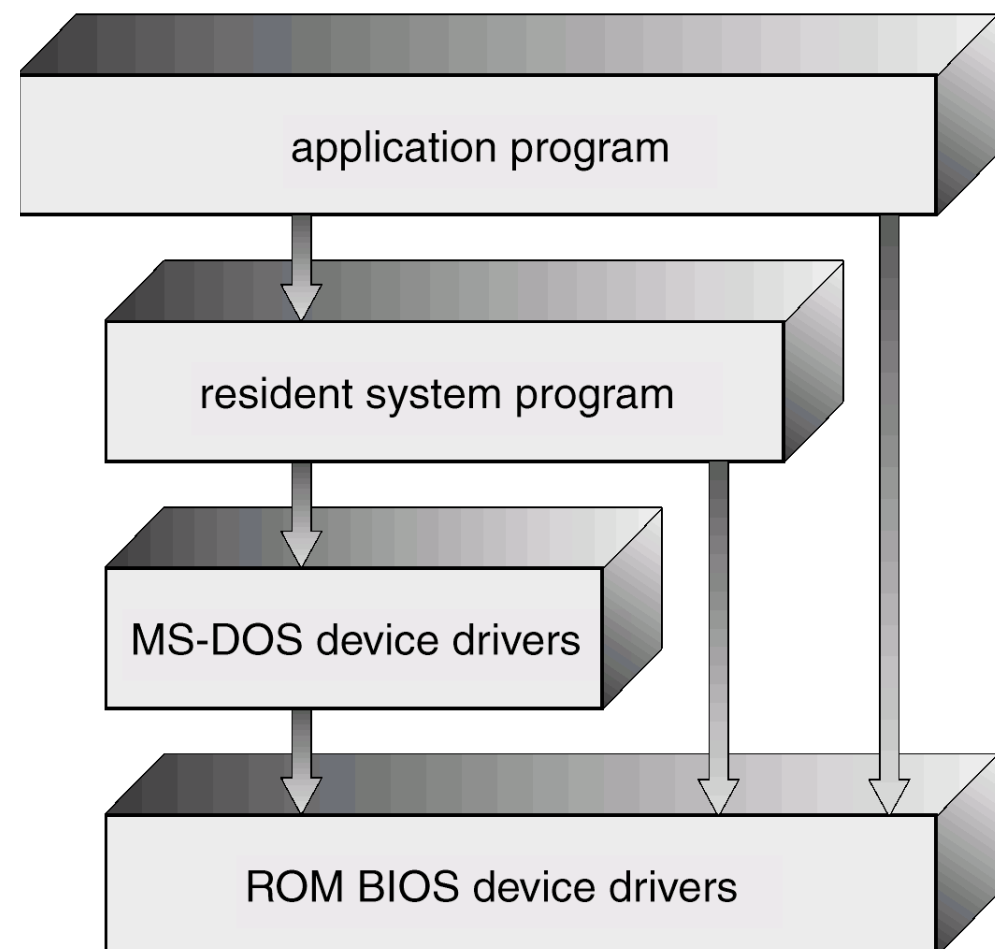 application program
resident system program
MS-DOS device drivers
ROM BIOS device drivers